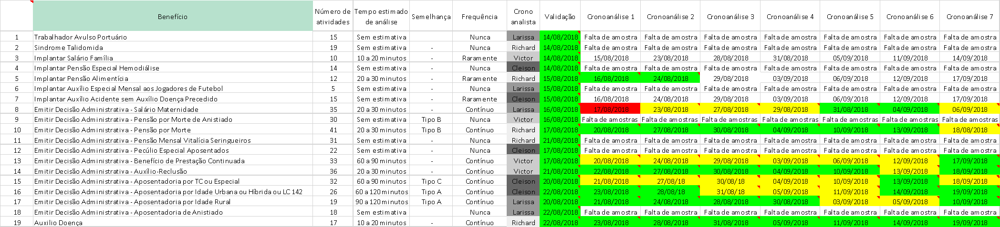 Benefício Número de atividades Tempo estimado de análise Semelhança Frequência Crono analista Validação Cronoanálise 1 Cronoanálise 2 Cronoanálise 3 Cronoanálise 4 Cronoanálise 5 Cronoanálise 6 Cronoanálise 7
1 Trabalhador Avulso Portuário 15 Sem estimativa Nunca Larissa 14/08/2018 Falta de amostra Falta de amostra Falta de amostra Falta de amostra Falta de amostra Falta de amostra Falta de amostra
2 Sindrome Talidomida 19 Sem estimativa - Nunca Richard 14/08/2018 Falta de amostra Falta de amostra Falta de amostra Falta de amostra Falta de amostra Falta de amostra Falta de amostra
3 Implantar Salário Família 10 10 a 20 minutos - Raramente Victor 14/08/2018 15/08/2018 23/08/2018 28/08/2018 31/08/2018 05/09/2018 11/09/2018 14/09/2018
4 Implantar Pensão Especial Hemodiálise 14 Sem estimativa - Nunca Cleison 14/08/2018 Falta de amostra Falta de amostra Falta de amostra Falta de amostra Falta de amostra Falta de amostra Falta de amostra
5 Implantar Pensão Alimentícia 12 20 a 30 minutos - Raramente Richard 15/08/2018 16/08/2018 24/08/2018 29/08/2018 03/09/2018 06/09/2018 12/09/2018 17/09/2018
6 Implantar Auxílio Especial Mensal aos Jogadores de Futebol 5 Sem estimativa - Nunca Larissa 15/08/2018 Falta de amostra Falta de amostra Falta de amostra Falta de amostra Falta de amostra Falta de amostra Falta de amostra
7 Implantar Auxílio Acidente sem Auxílio Doença Precedido 15 Sem estimativa - Raramente Cleison 15/08/2018 16/08/2018 24/08/2018 29/08/2018 03/09/2018 06/09/2018 12/09/2018 17/09/2018
8 Emitir Decisão Administrativa - Salário Maternidade 35 20 a 30 minutos - Contínuo Larissa 16/08/2018 17/08/2018 23/08/2018 27/08/2018 29/08/2018 31/08/2018 04/09/2018 06/09/2018
9 Emitir Decisão Administrativa - Pensão por Morte de Anistiado 30 Sem estimativa Tipo B Nunca Victor 16/08/2018 Falta de amostras Falta de amostras Falta de amostras Falta de amostras Falta de amostras Falta de amostras Falta de amostras
10 Emitir Decisão Administrativa - Pensão por Morte 41 20 a 30 minutos Tipo B Contínuo Richard 17/08/2018 20/08/2018 27/08/2018 30/08/2018 04/09/2018 10/09/2018 13/09/2018 18/08/2018
11 Emitir Decisão Administrativa - Pensão Mensal Vitalícia Seringueiros 31 Sem estimativa - Nunca Richard 21/08/2018 Falta de amostra Falta de amostra Falta de amostra Falta de amostra Falta de amostra Falta de amostra Falta de amostra
12 Emitir Decisão Administrativa - Pecúlio Especial Aposentados 22 Sem estimativa - Nunca Cleison 17/08/2018 Falta de amostra Falta de amostra Falta de amostra Falta de amostra Falta de amostra Falta de amostra Falta de amostra
13 Emitir Decisão Administrativa - Benefício de Prestação Continuada 33 60 a 90 minutos - Contínuo Victor 17/08/2018 20/08/2018 24/08/2018 29/08/2018 03/09/2018 06/09/2018 12/09/2018 17/09/2018
14 Emitir Decisão Administrativa - Auxílio-Reclusão 36 20 a 30 minutos - Contínuo Victor 21/08/2018 22/08/2018 27/08/2018 30/08/2018 04/09/2018 10/09/2018 13/09/2018 18/09/2018
15 Emitir Decisão Administrativa - Aposentadoria por TC ou Especial 32 60 a 90 minutos Tipo C Contínuo Cleison 20/08/2018 21/08/2018 27/08/18 30/08/18 04/09/2018 10/09/2018 13/09/2018 18/09/2018
16 Emitir Decisão Administrativa - Aposentadoria por Idade Urbana ou Híbrida ou LC 142 26 60 a 120 minutos Tipo A Contínuo Cleison 22/08/2018 23/08/2018 28/08/18 31/08/18 05/09/2018 11/09/2018 14/09/2018 19/09/2018
17 Emitir Decisão Administrativa - Aposentadoria por Idade Rural 19 90 a 120 minutos Tipo A Contínuo Larissa 20/08/2018 21/08/2018 24/08/2018 28/08/2018 30/08/2018 03/09/2018 05/09/2018 10/09/2018
18 Emitir Decisão Administrativa - Aposentadoria de Anistiado 18 Sem estimativa Nunca Larissa 22/08/2018 Falta de amostra Falta de amostra Falta de amostra Falta de amostra Falta de amostra Falta de amostra Falta de amostra
19 Auxilio Doença 17 10 a 20 minutos - Contínuo Richard 22/08/2018 23/08/2018 28/08/2018 31/08/2018 05/09/2018 11/09/2018 14/09/2018 19/09/2018